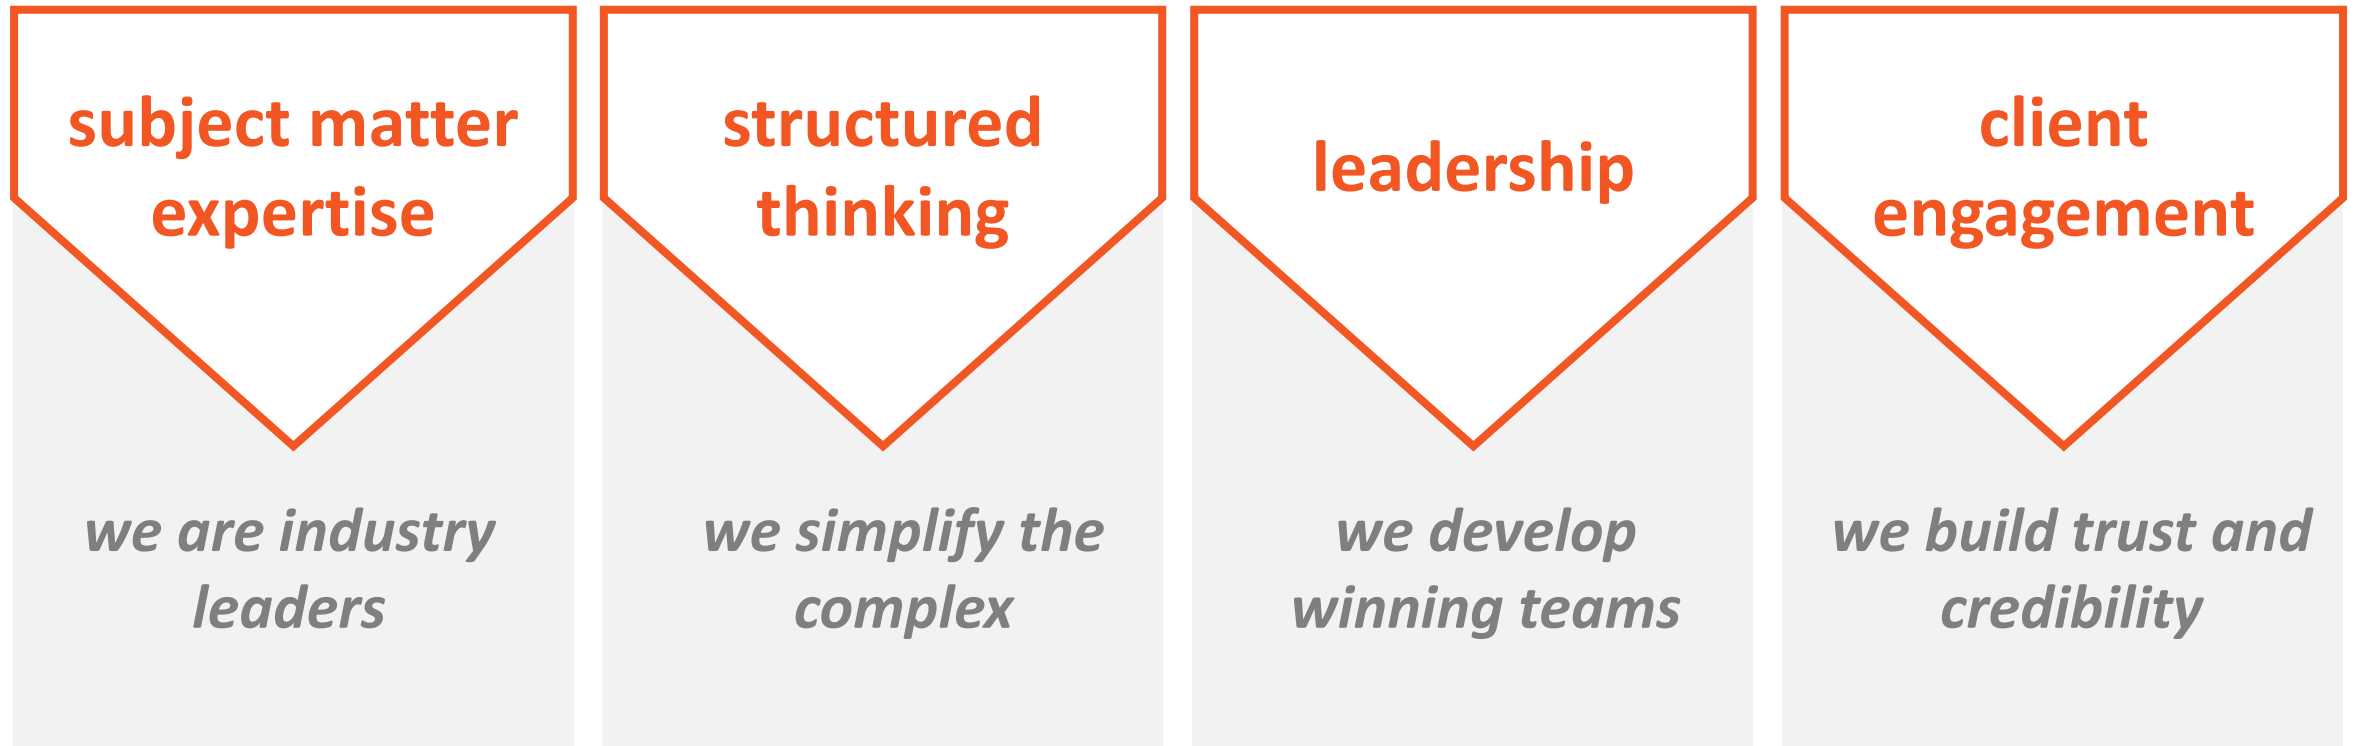 subject matter
expertise
we are industry
leaders
structured
thinking
we simplify the
complex
leadership
we develop
winning teams
client
engagement
we build trust and
credibility